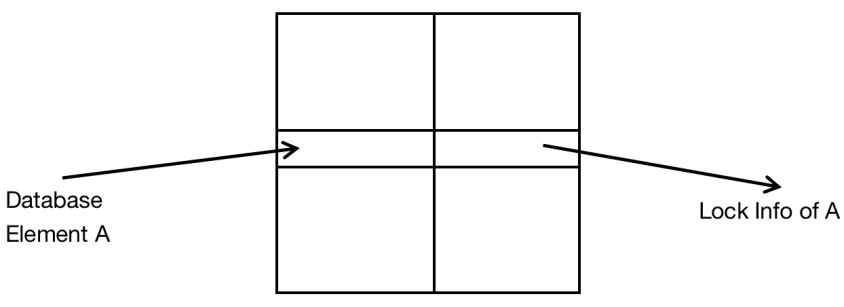 Database
Element A
Lock Info of A